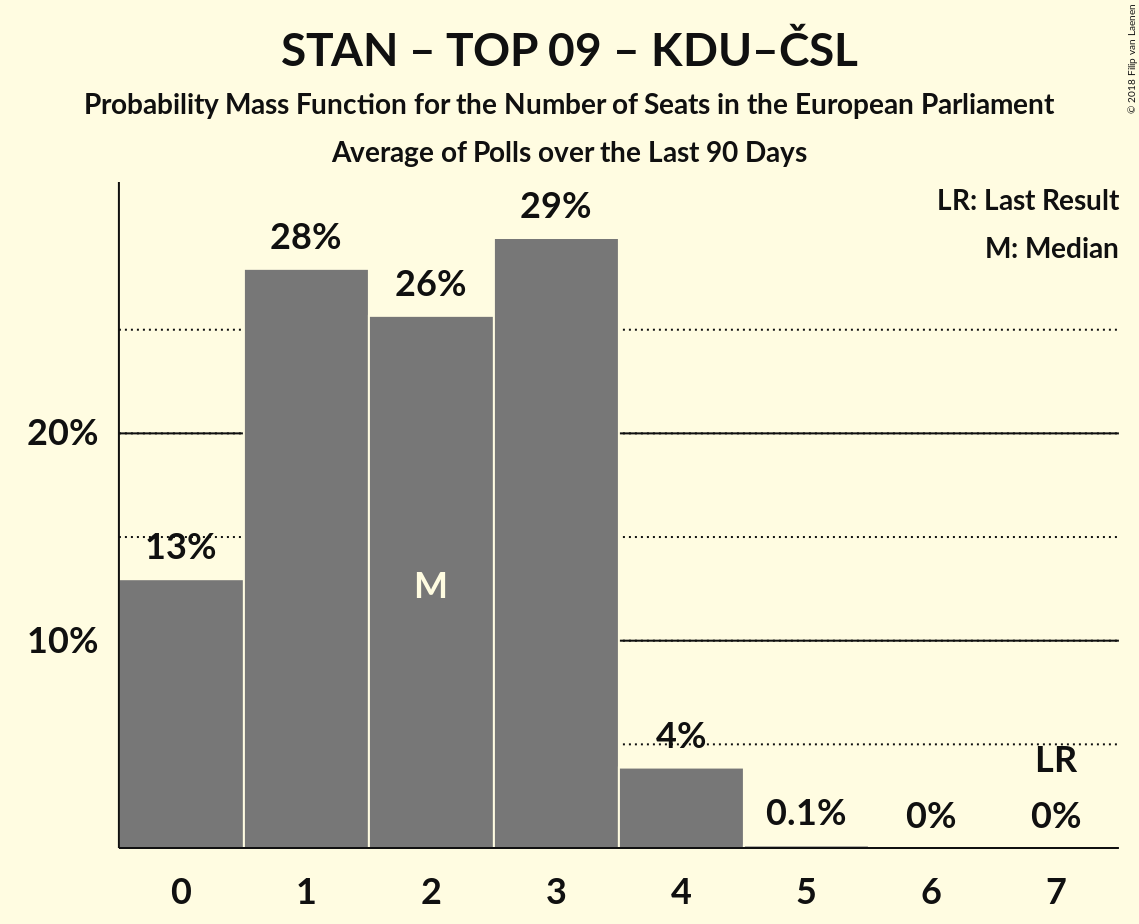 STAN – TOP 09 – KDU–ČSL
Probability Mass Function for the Number of Seats in the European Parliament
Average of Polls over the Last 90 Days
© 2018 Filip van Laenen
LR: Last Result
M: Median
29%
28%
26%
20%
13%
M
10%
4%
LR
0.1%
0%
0%
0
1
2
3
4
5
6
7